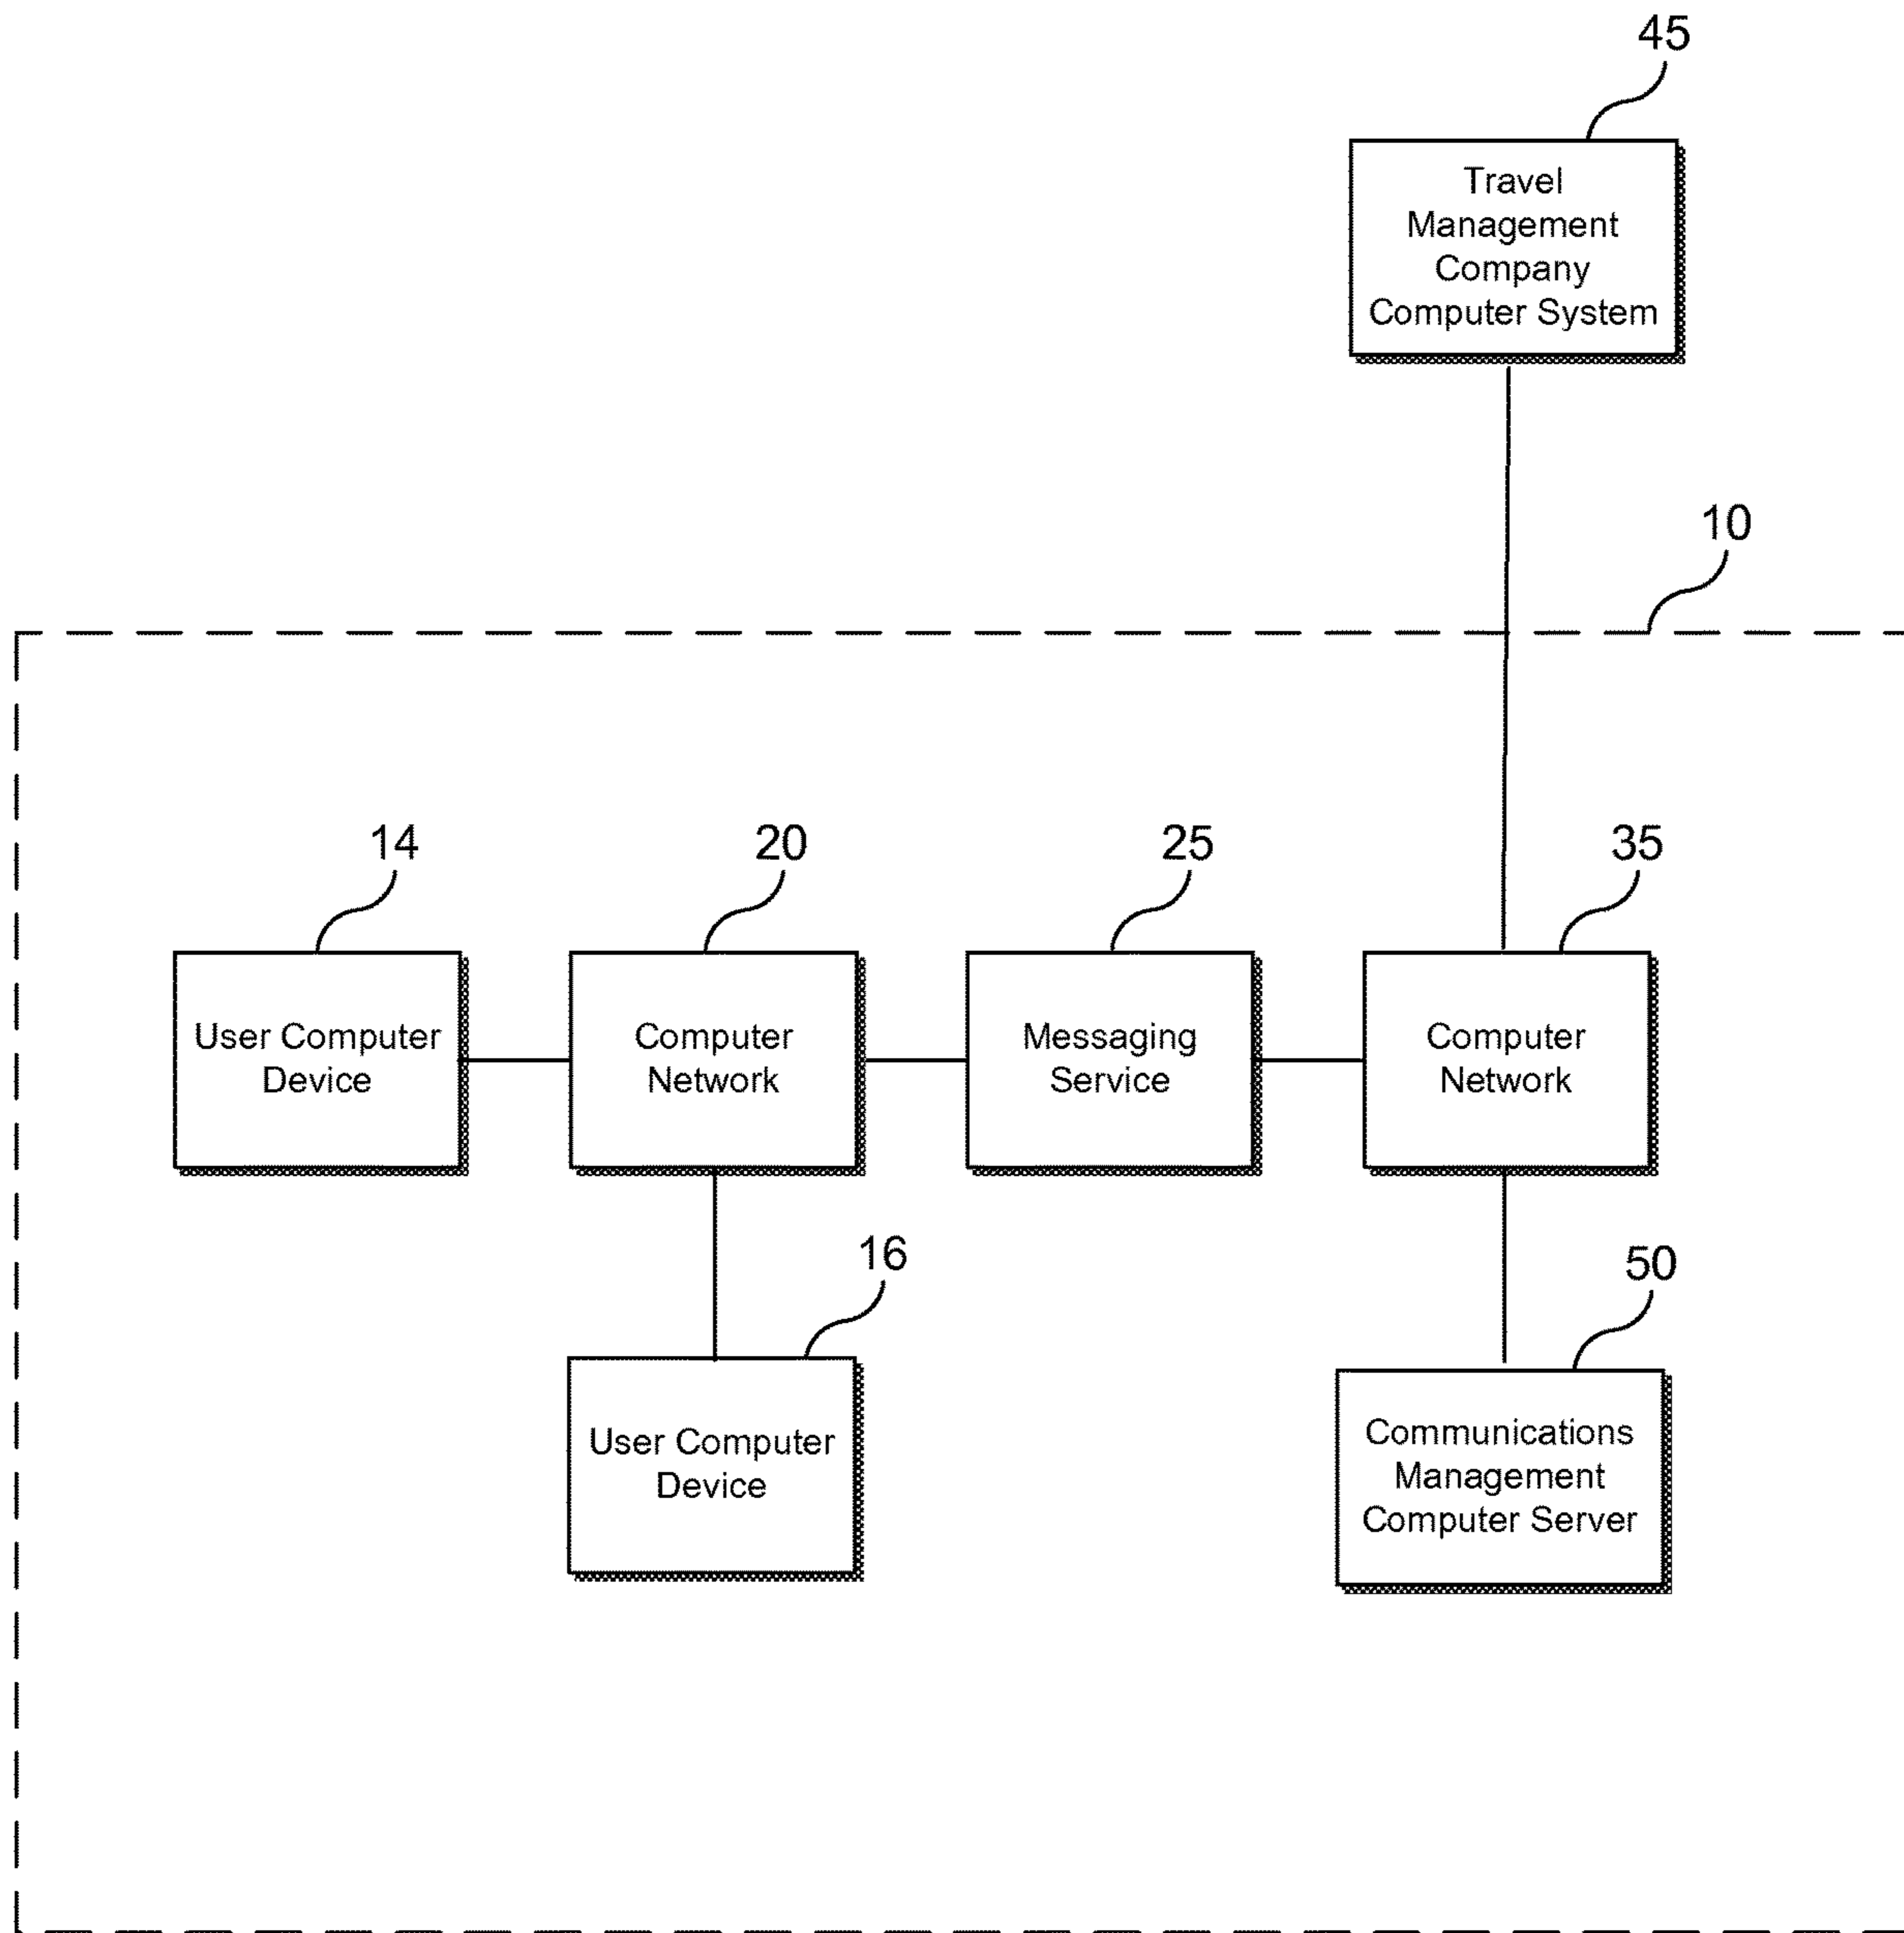 45
Travel
Management
Company
Computer System
10
14
20
25
35
User Computer
Device
Computer
Network
Messaging
Service
Computer
Network
16
50
User Computer
Device
Communications
Management
Computer Server